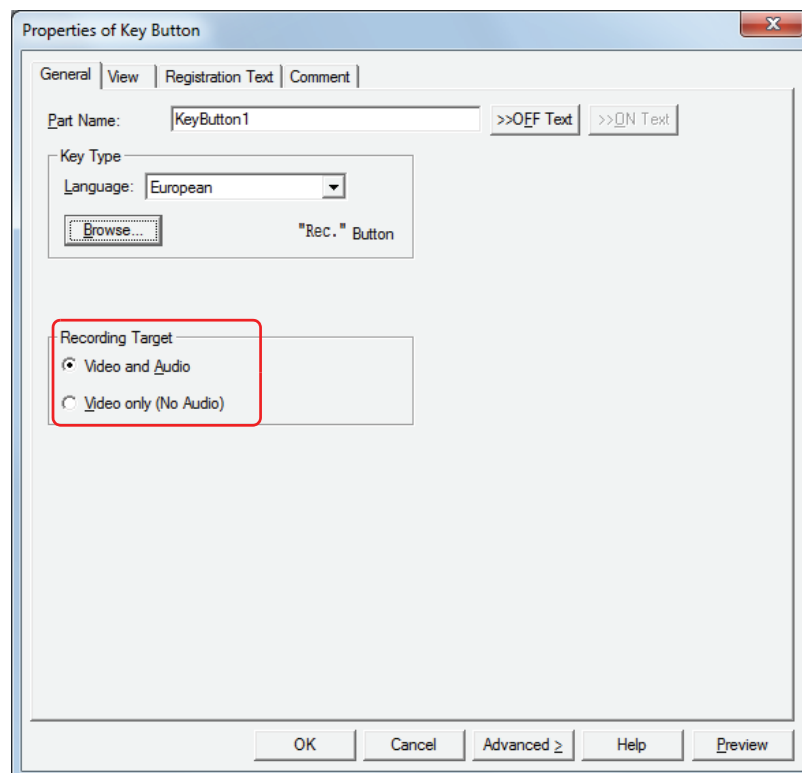 Properties of Key Button
General View Registration Text Comment
Part Name: KeyButton1 >>OFF Text >>ON Text
Key Type
Language: European
Browse... "Rec." Button
Recording Target
Video and Audio
Video only (No Audio)
OK Cancel Advanced > Help Preview